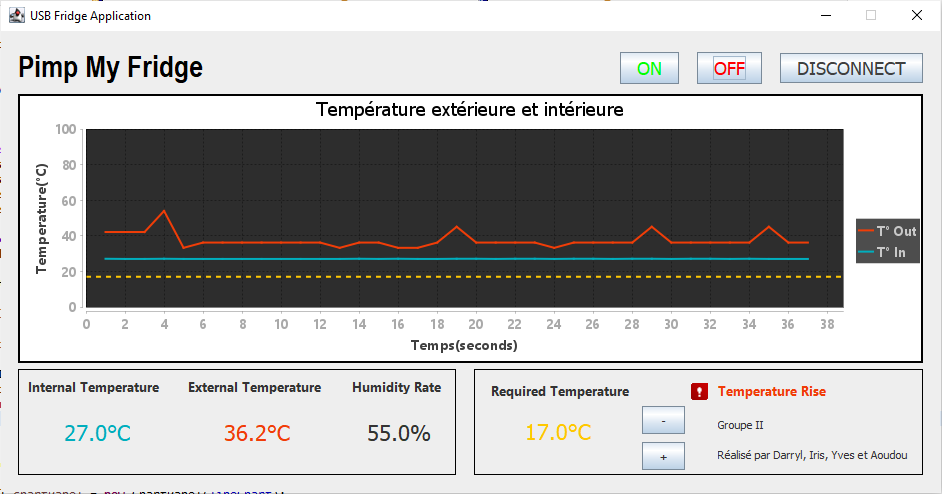 USB Fridge Application
Pimp My Fridge
ON OFF DISCONNECT
Température extérieure et intérieure
Temperature(°C)
100
80
60
40
20
0
T° Out
T° In
0 2 4 6 8 10 12 14 16 18 20 22 24 26 28 30 32 34 36 38
Temps(seconds)
Internal Temperature External Temperature Humidity Rate
27.0°C 36.2°C 55.0%
Required Temperature
17.0°C
-
+
! Temperature Rise
Groupe II
Réalisé par Darryl, Iris, Yves et Aoudou